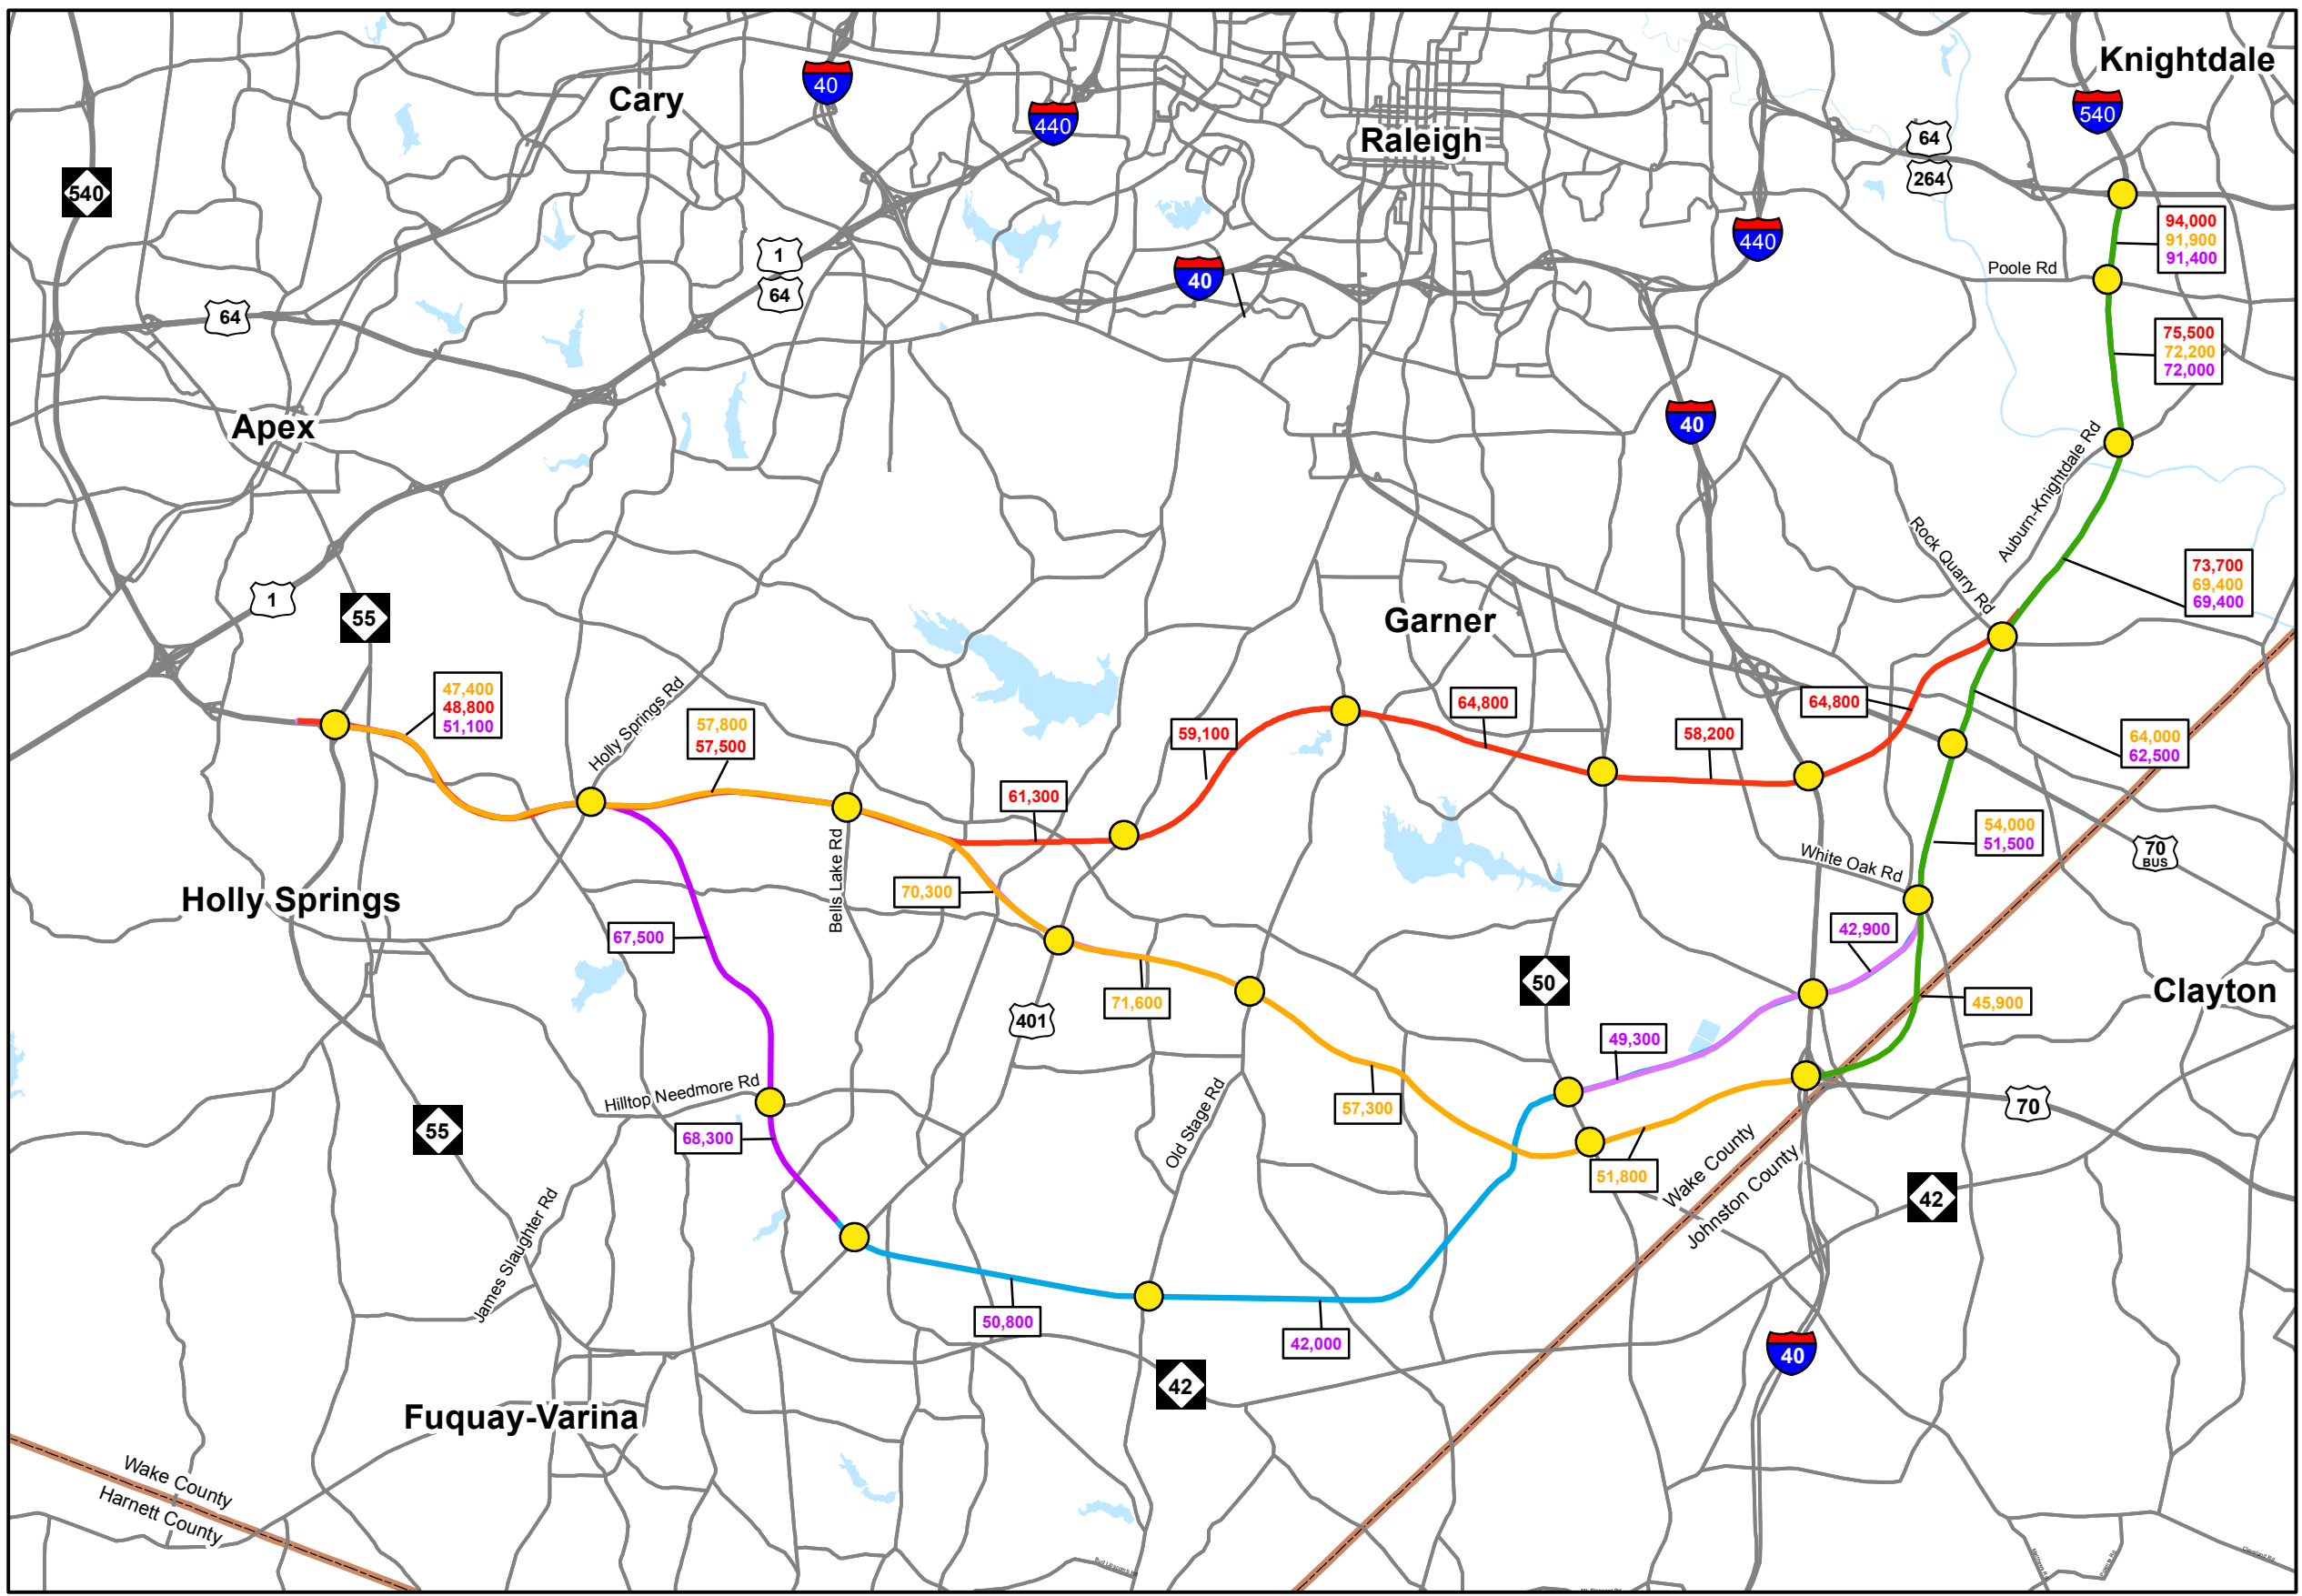 Knightdale
40
Cary
440
540
Raleigh
64
264
540
94,000
91,900
91,400
440
1
64
40
Poole Rd
64
75,500
72,200
72,000
40
Apex
Auburn-Knightdale Rd
Rock Quarry Rd
73,700
69,400
69,400
1
55
Garner
47,400
48,800
51,100
Holly Springs Rd
57,800
57,500
59,100
64,800
58,200
64,800
64,000
62,500
61,300
54,000
51,500
70
BUS
White Oak Rd
Bells Lake Rd
70,300
Holly Springs
67,500
42,900
50
Clayton
71,600
45,900
401
49,300
Hilltop Needmore Rd
57,300
70
55
68,300
Old Stage Rd
51,800
Wake County
Johnston County
42
James Slaughter Rd
50,800
42,000
40
42
Fuquay-Varina
Wake County
Harnett County